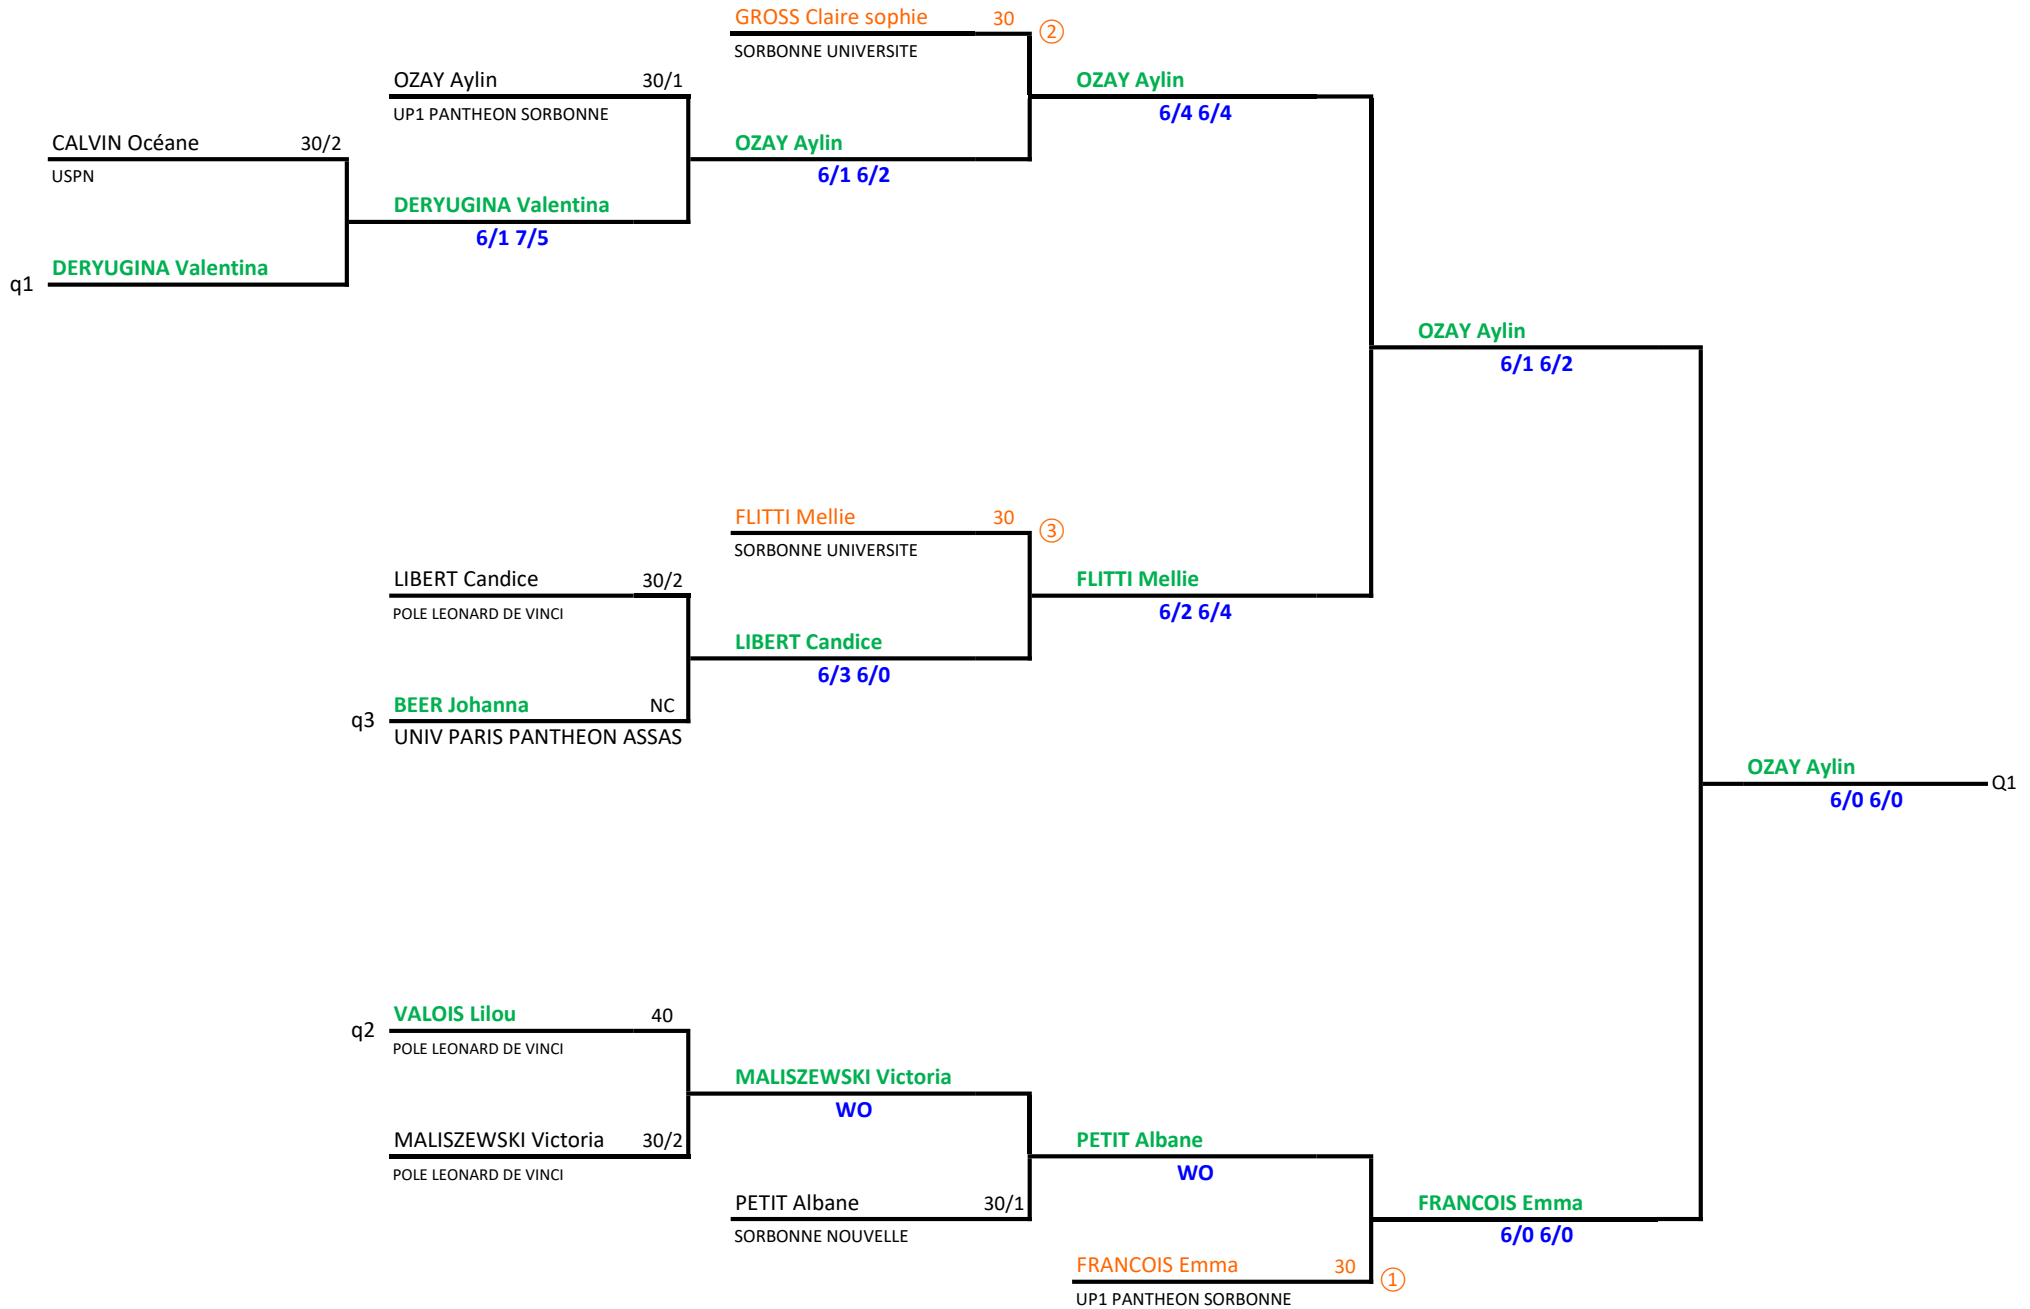 GROSS Claire sophie 30 ②
SORBONNE UNIVERSITE
OZAY Aylin 30/1
UP1 PANTHEON SORBONNE
OZAY Aylin
6/4 6/4
CALVIN Océane 30/2
USPN
OZAY Aylin
6/1 6/2
DERYUGINA Valentina
6/1 7/5
q1 DERYUGINA Valentina
OZAY Aylin
6/1 6/2
FLITTI Mellie 30 ③
SORBONNE UNIVERSITE
LIBERT Candice 30/2
POLE LEONARD DE VINCI
FLITTI Mellie
6/2 6/4
LIBERT Candice
6/3 6/0
q3 BEER Johanna NC
UNIV PARIS PANTHEON ASSAS
OZAY Aylin Q1
6/0 6/0
q2 VALOIS Lilou 40
POLE LEONARD DE VINCI
MALISZEWSKI Victoria
WO
MALISZEWSKI Victoria 30/2
POLE LEONARD DE VINCI
PETIT Albane
WO
PETIT Albane 30/1
SORBONNE NOUVELLE
FRANCOIS Emma
6/0 6/0
FRANCOIS Emma 30 ①
UP1 PANTHEON SORBONNE